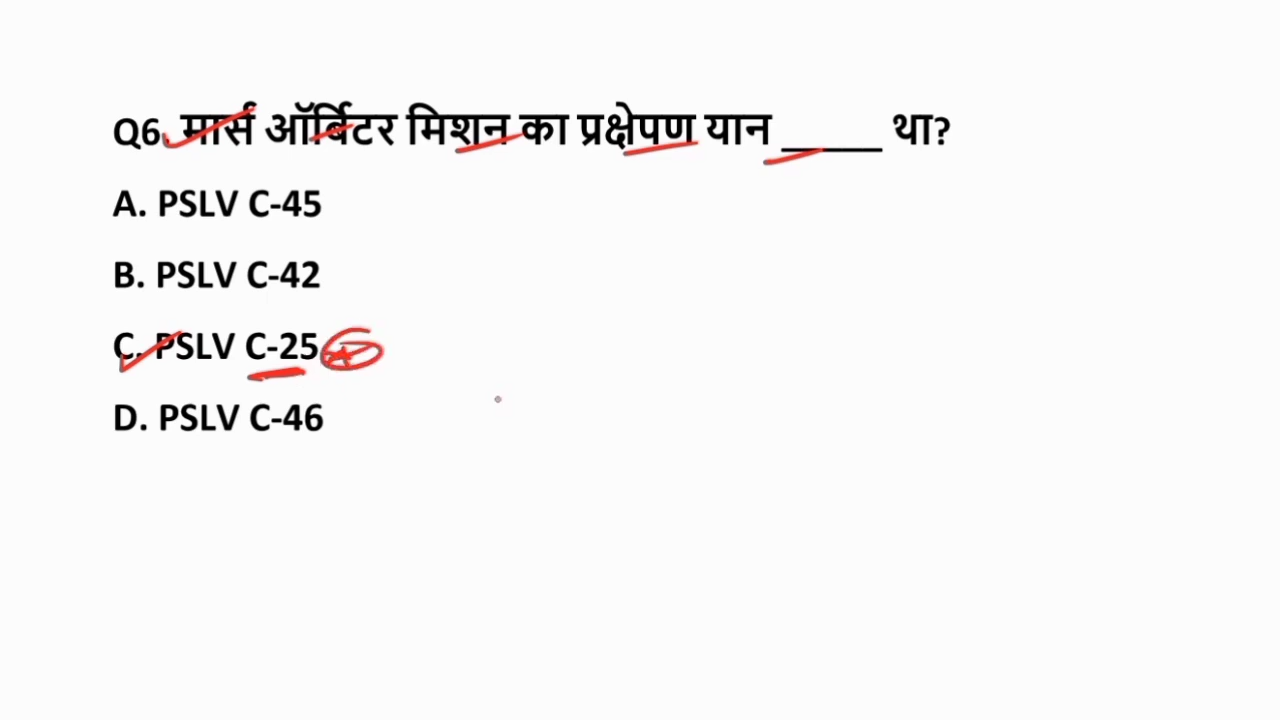 Q6. मार्स ऑर्बिटर मिशन का प्रक्षेपण यान _____ था?
A. PSLV C-45
B. PSLV C-42
C. PSLV C-25
D. PSLV C-46